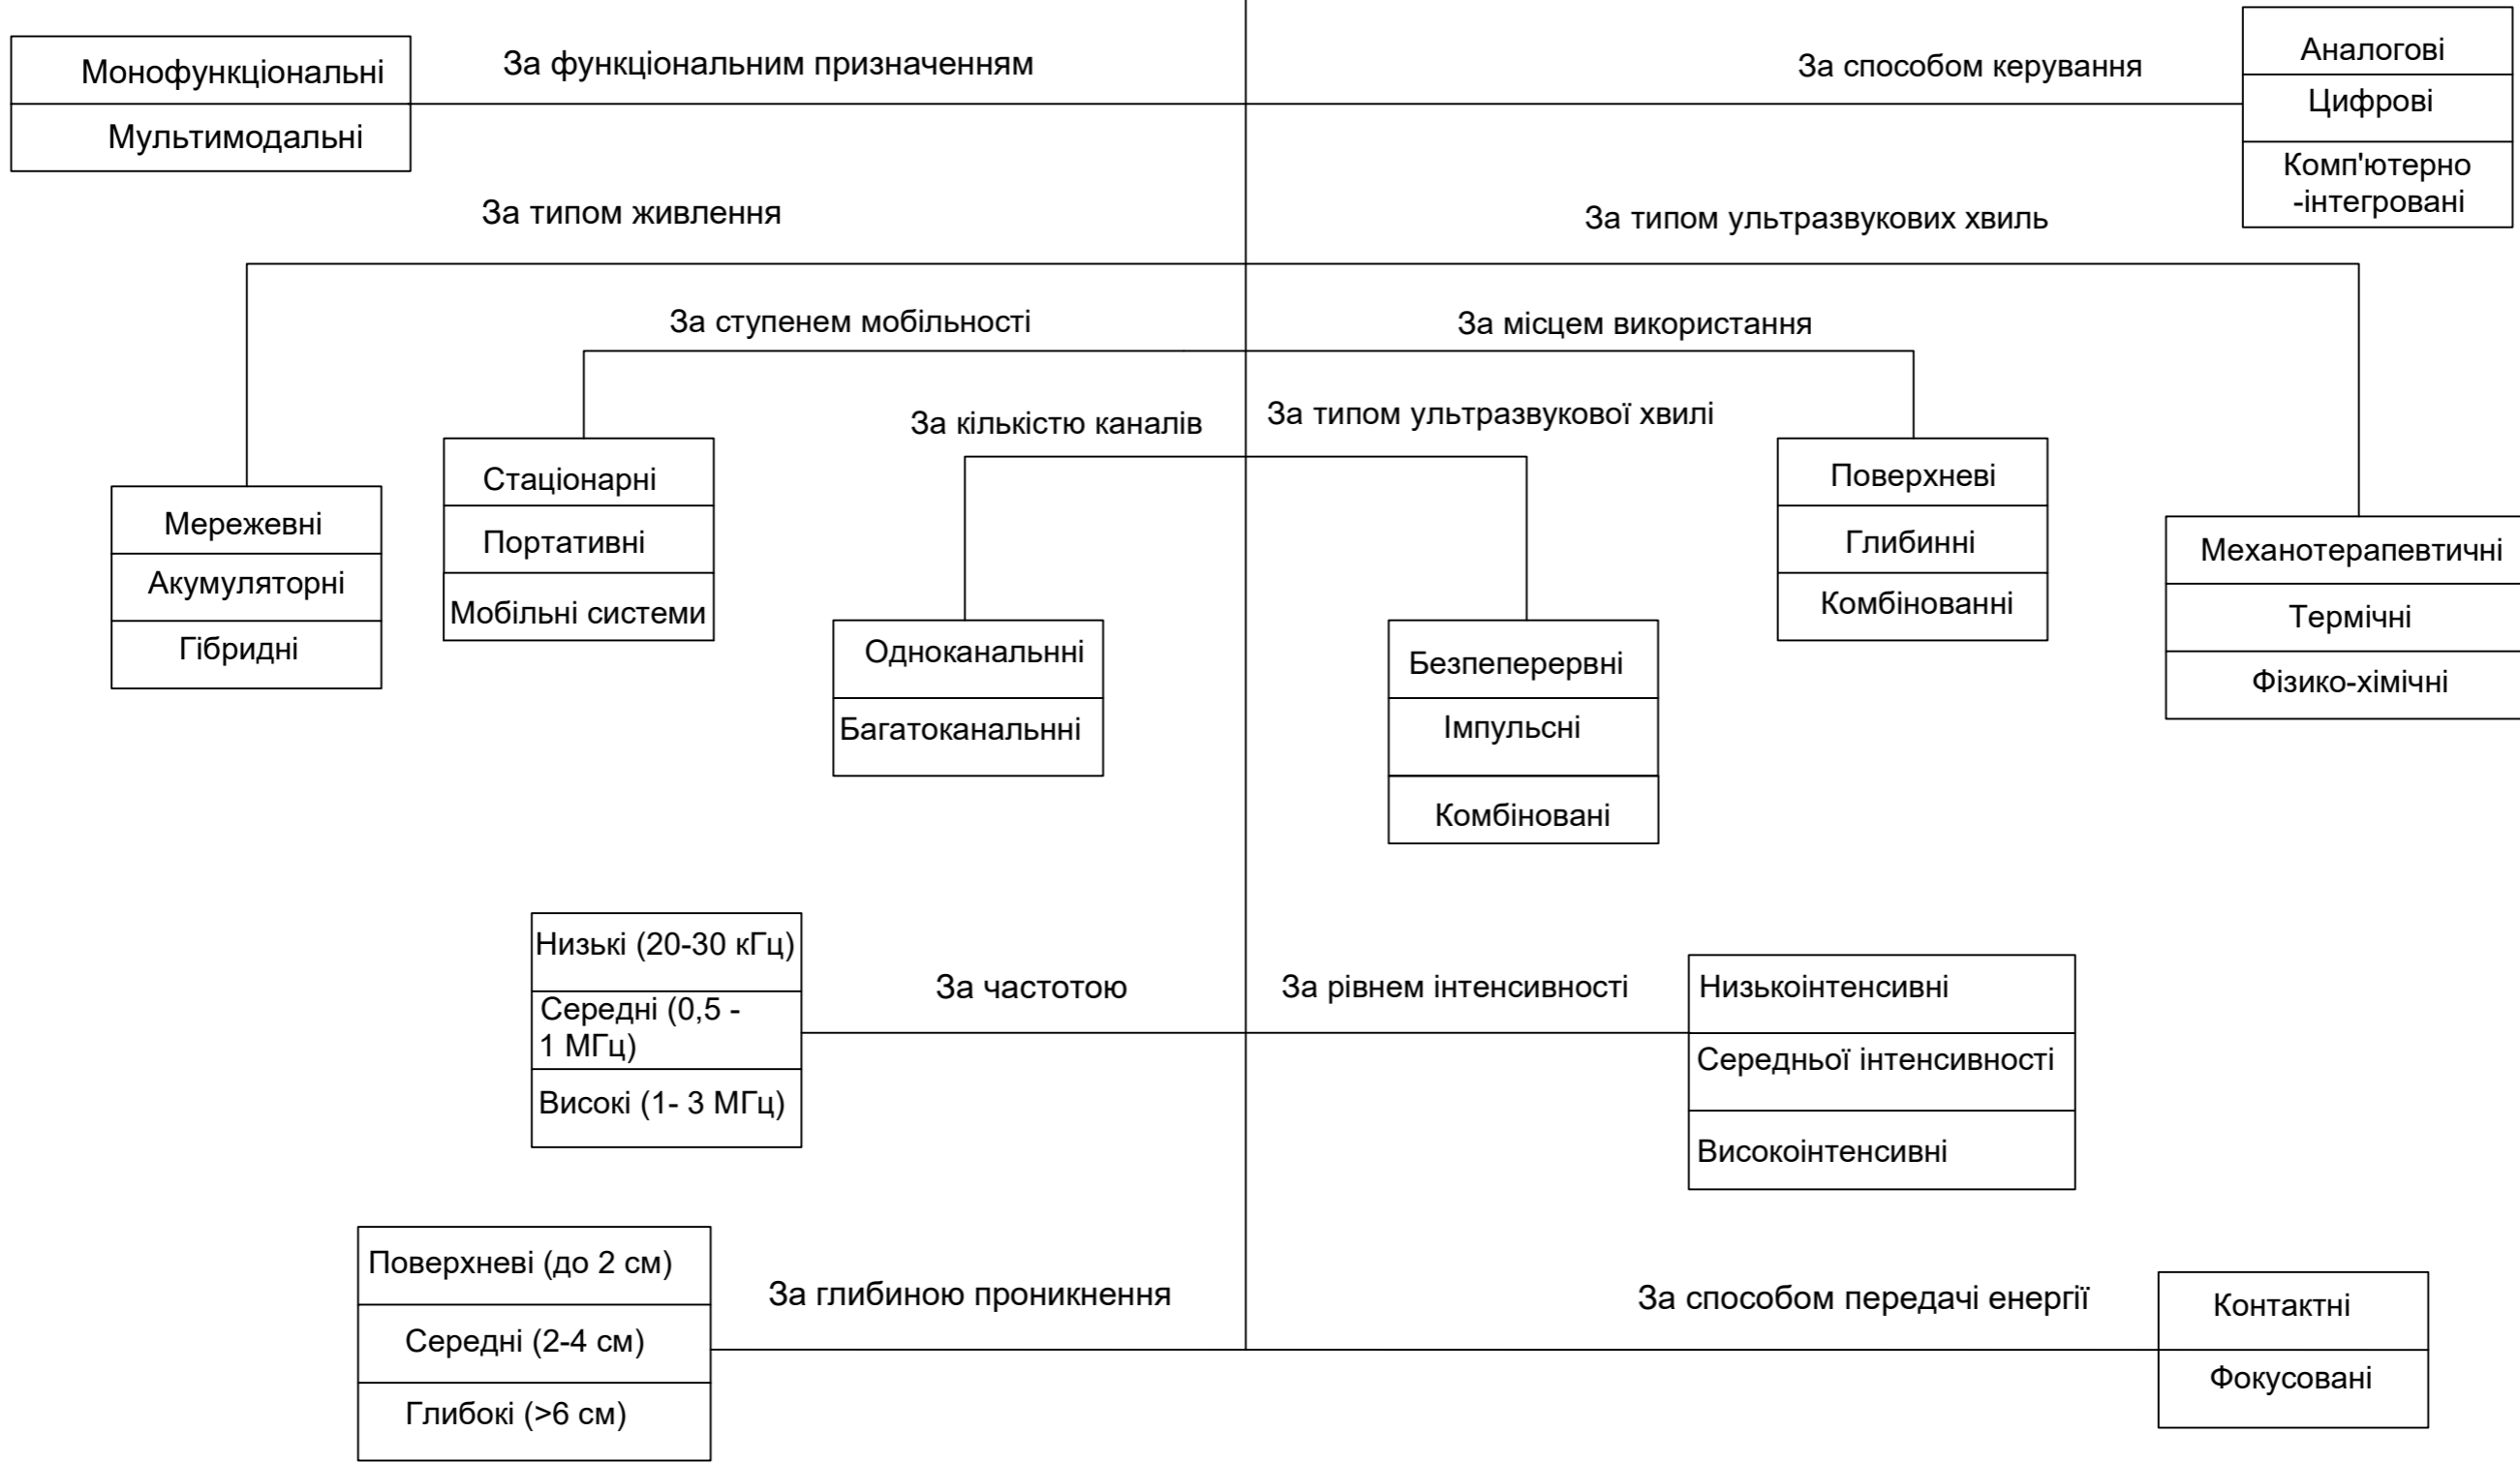 Монофункціональні
Мультимодальні
За функціональним призначенням
За способом керування
Аналогові
Цифрові
Комп'ютерно
-інтегровані
За типом живлення
За типом ультразвукових хвиль
За ступенем мобільності
За місцем використання
За кількістю каналів
За типом ультразвукової хвилі
Мережевні
Акумуляторні
Гібридні
Стаціонарні
Портативні
Мобільні системи
Одноканальнні
Багатоканальнні
Безпеперервні
Імпульсні
Комбіновані
Поверхневі
Глибинні
Комбінованні
Механотерапевтичні
Термічні
Фізико-хімічні
Низькі (20-30 кГц)
Середні (0,5 -
1 МГц)
Високі (1- 3 МГц)
За частотою
За рівнем інтенсивності
Низькоінтенсивні
Середньої інтенсивності
Високоінтенсивні
Поверхневі (до 2 см)
Середні (2-4 см)
Глибокі (>6 см)
За глибиною проникнення
За способом передачі енергії
Контактні
Фокусовані